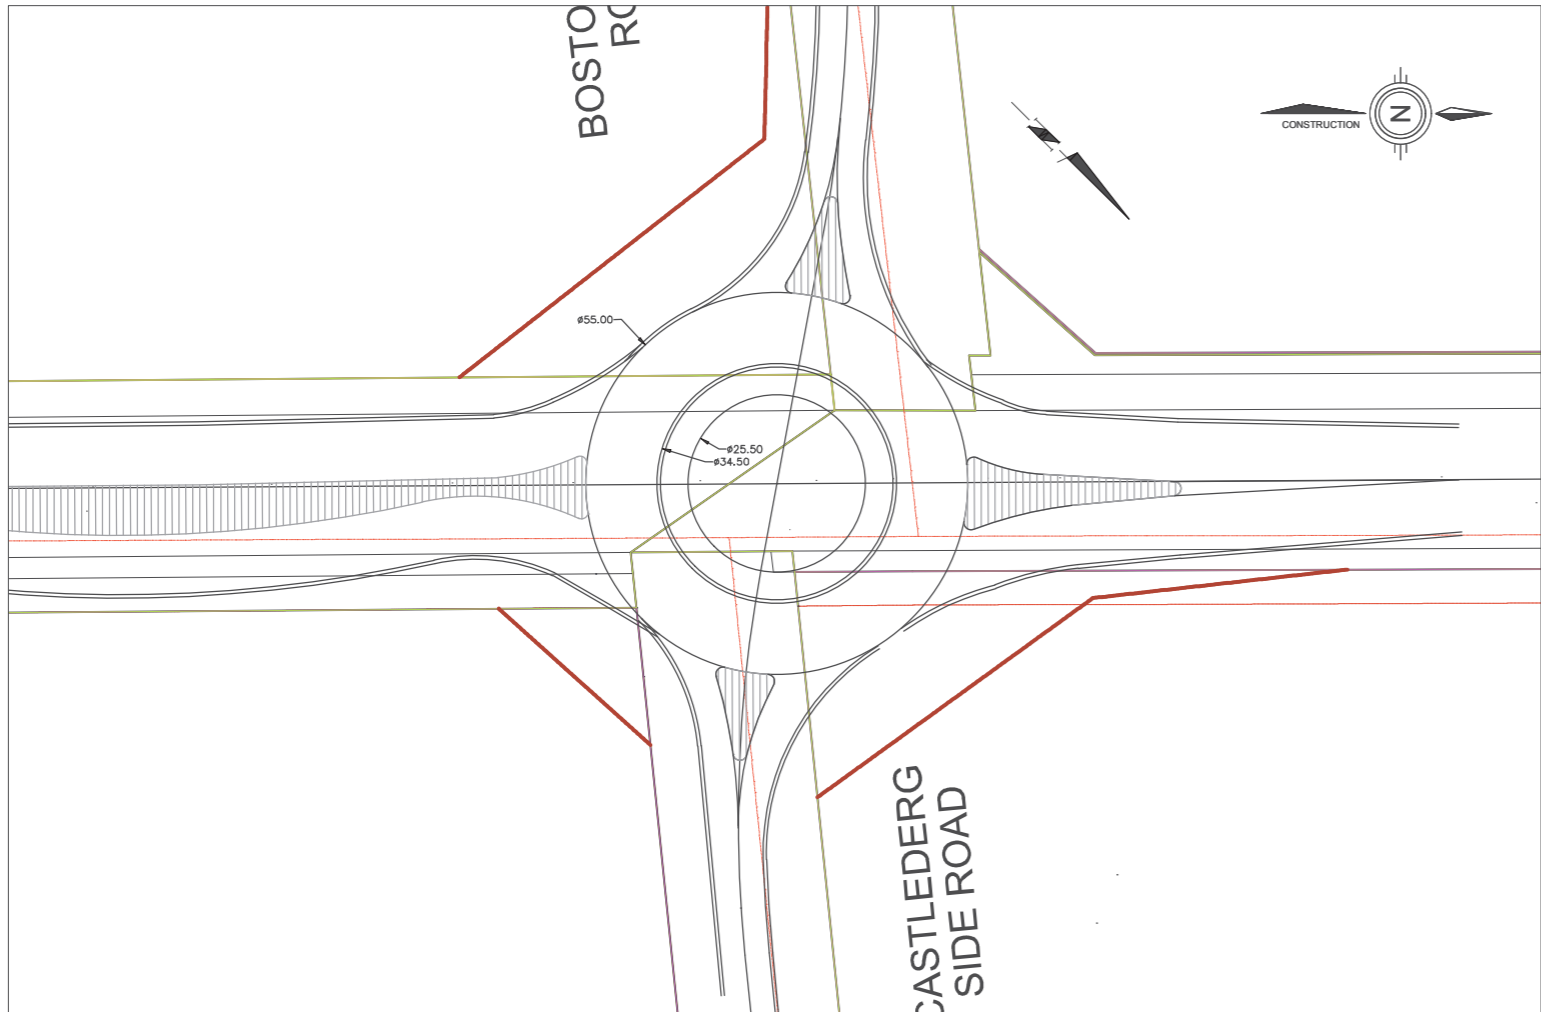 BOSTO
RO
N
CONSTRUCTION
ø55.00
ø25.50
ø34.50
CASTLEDERG
SIDE ROAD